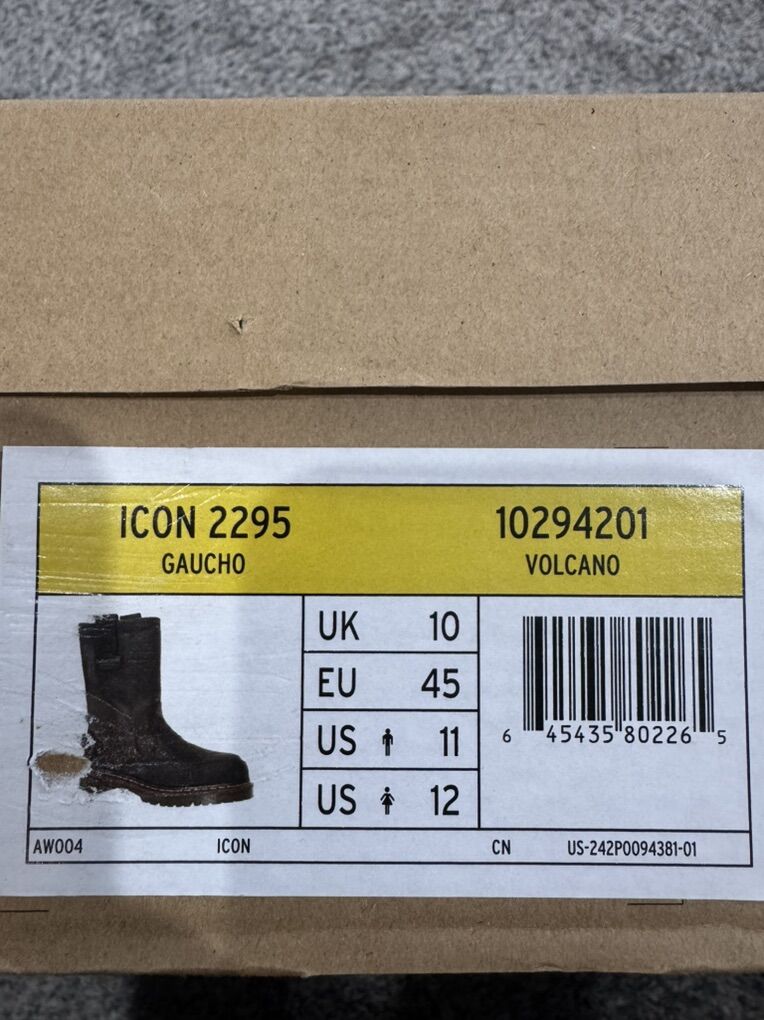 ICON 2295
GAUCHO
10294201
VOLCANO
UK 10
EU 45
US 11
US 12
6 45435 80226 5
AW004 ICON CN US-242P0094381-01